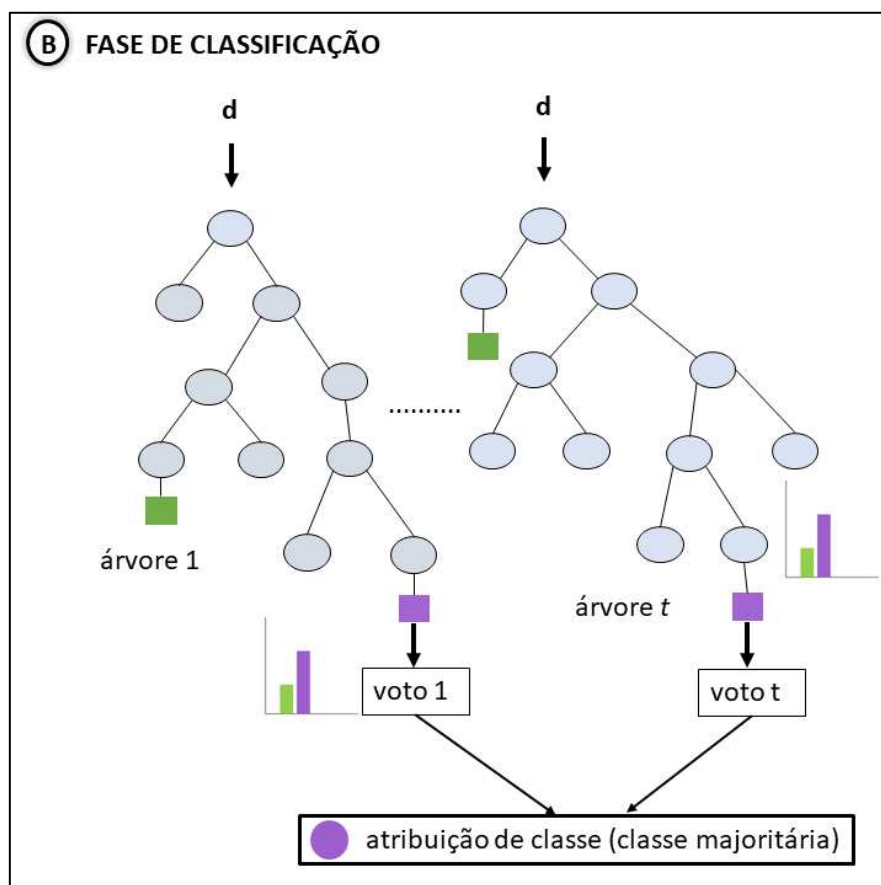 B FASE DE CLASSIFICAÇÃO
d
d
..........
árvore 1
árvore t
voto 1
voto t
atribuição de classe (classe majoritária)